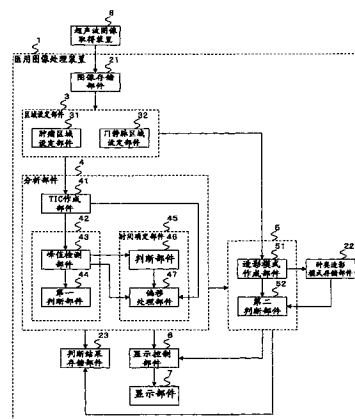 8
超声波图像
取得装置
1
医用图像处理装置
21
图像存储
部件
3
区域设定部件
31
肿瘤区域
设定部件
32
门静脉区域
设定部件
4
分析部件
41
TIC作成
部件
42
43
峰值检测
部件
44
第一
判断部件
45
时间确定部件
46
判断部件
47
偏移
处理部件
5
51
造影模式
作成部件
52
第二
判断部件
22
种类造影
模式存储部件
23
判断结果
存储部件
6
显示控制
部件
7
显示部件